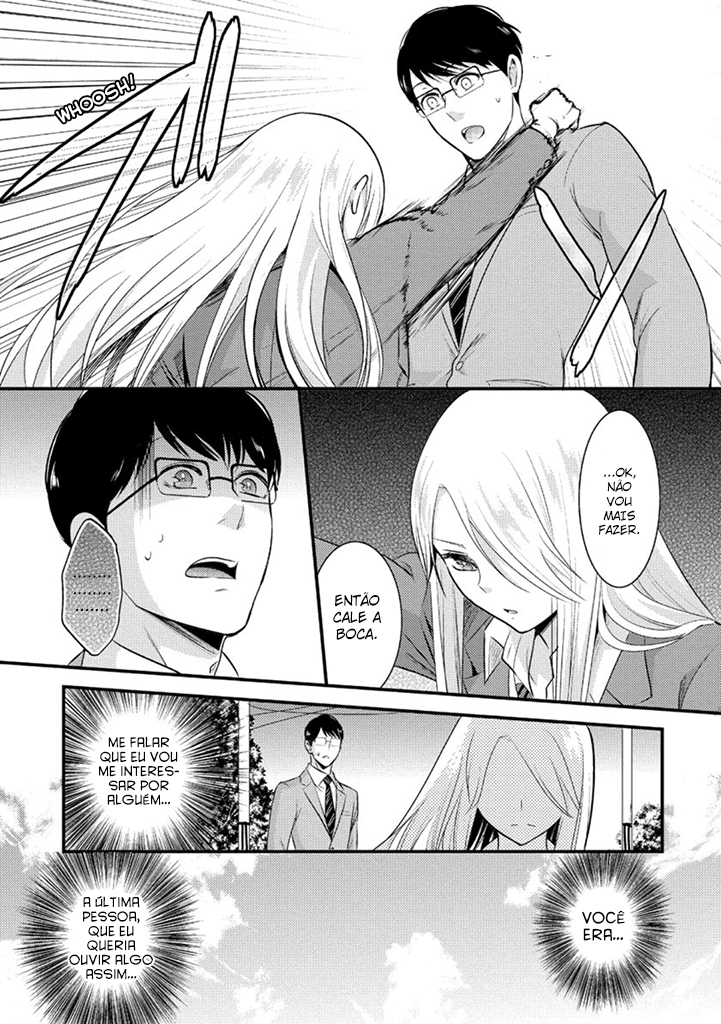 WHOOSH!
...OK,
NÃO
VOU
MAIS
FAZER.
ENTÃO
CALE A
BOCA.
.........
.........
.......
ME FALAR
QUE EU VOU
ME INTERES-
SAR POR
ALGUÉM...
VOCÊ
ERA...
A ÚLTIMA
PESSOA,
QUE EU
QUERIA
OUVIR ALGO
ASSIM...